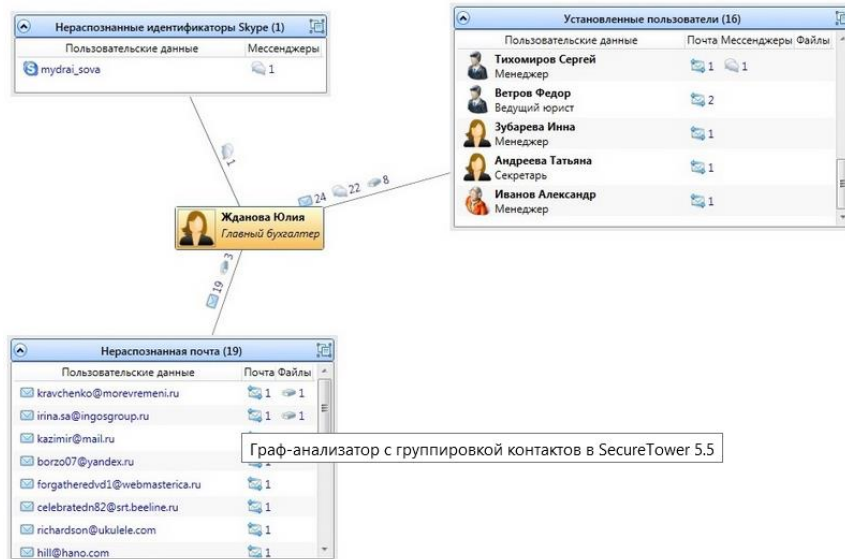 Нераспознанные идентификаторы Skype (1)
Пользовательские данные Мессенджеры
mydrai_sova 1
Установленные пользователи (16)
Пользовательские данные Почта Мессенджеры Файлы
Тихомиров Сергей 1 1
Менеджер
Ветров Федор 2
Ведущий юрист
Зубарева Инна 1
Менеджер
Андреева Татьяна 1
Секретарь
Иванов Александр 1
Менеджер
1
24 22 8
Жданова Юлия
Главный бухгалтер
19 3
Нераспознанная почта (19)
Пользовательские данные Почта Файлы
kravchenko@morevremeni.ru 1 1
irina.sa@ingosgroup.ru 1 1
kazimir@mail.ru
Граф-анализатор с группировкой контактов в SecureTower 5.5
borzo07@yandex.ru 1
forgatheredvd1@webmasterica.ru 1
celebratedn82@srt.beeline.ru 1
richardson@ukulele.com 1
hill@hano.com 1